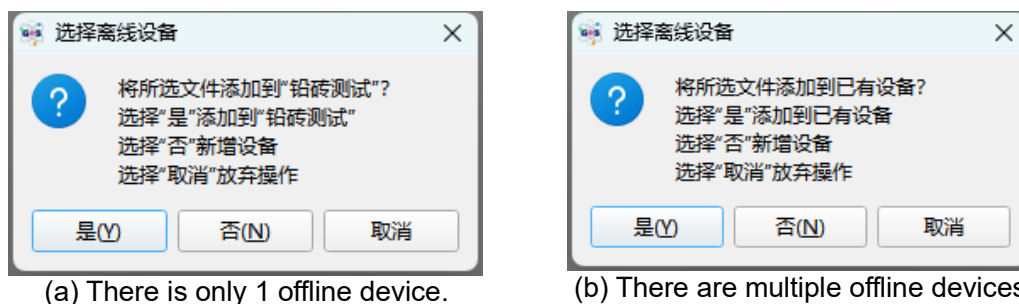 选择离线设备
将所选文件添加到“铅砖测试”?
选择“是”添加到“铅砖测试”
选择“否”新增设备
选择“取消”放弃操作
是(Y)
否(N)
取消
(a) There is only 1 offline device.
选择离线设备
将所选文件添加到已有设备?
选择“是”添加到已有设备
选择“否”新增设备
选择“取消”放弃操作
是(Y)
否(N)
取消
(b) There are multiple offline devices